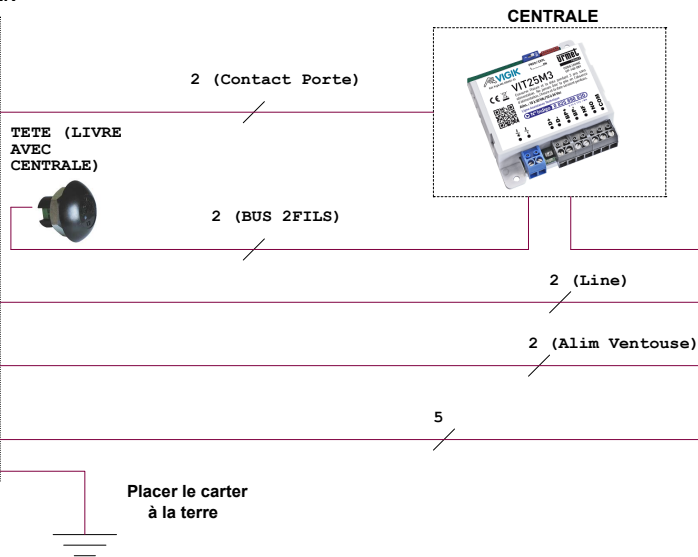 CENTRALE
2 (Contact Porte)
VIGIK
urmet
VIT25M3
TETE (LIVRE
AVEC
CENTRALE)
2 (BUS 2FILS)
2 (Line)
2 (Alim Ventouse)
5
Placer le carter
à la terre